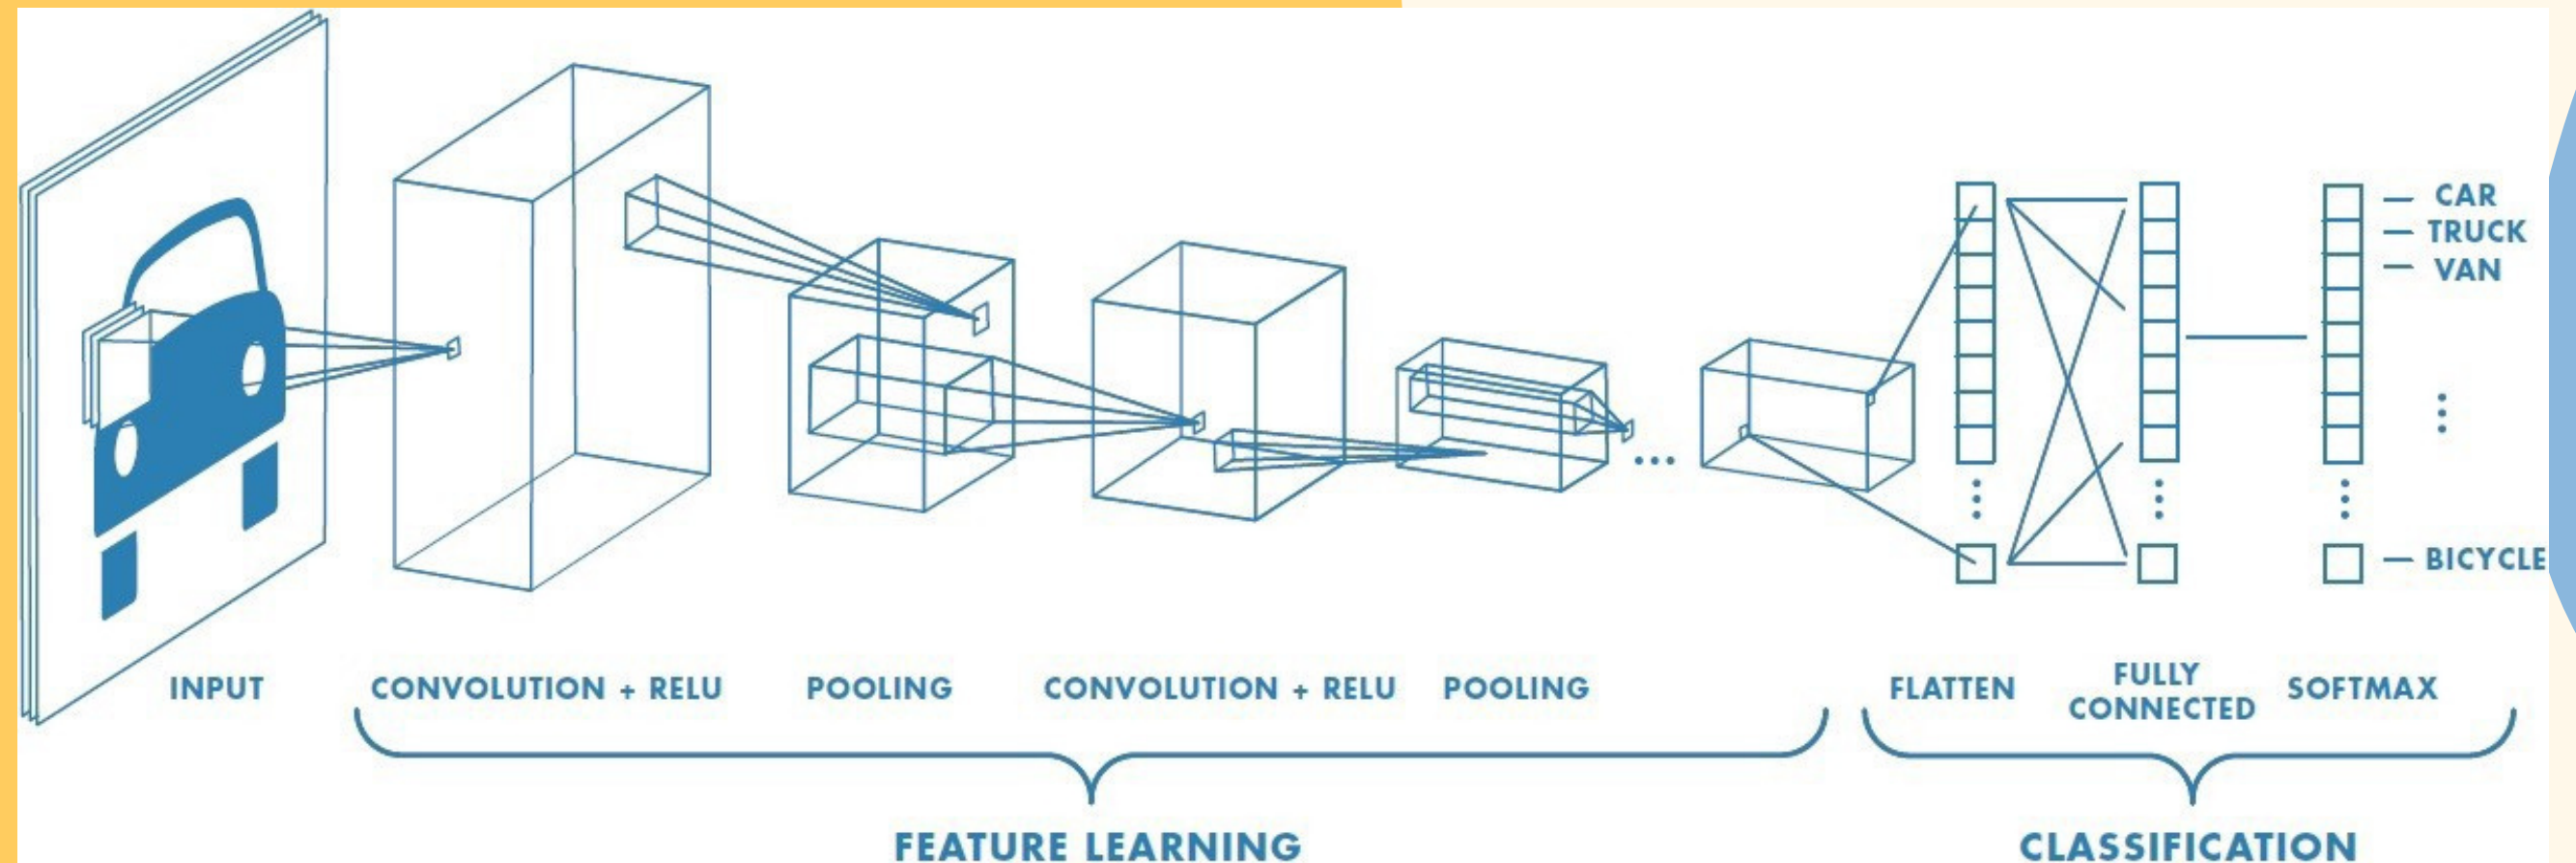 CAR
TRUCK
VAN
BICYCLE
INPUT
CONVOLUTION + RELU
POOLING
CONVOLUTION + RELU
POOLING
FLATTEN
FULLY
CONNECTED
SOFTMAX
FEATURE LEARNING
CLASSIFICATION